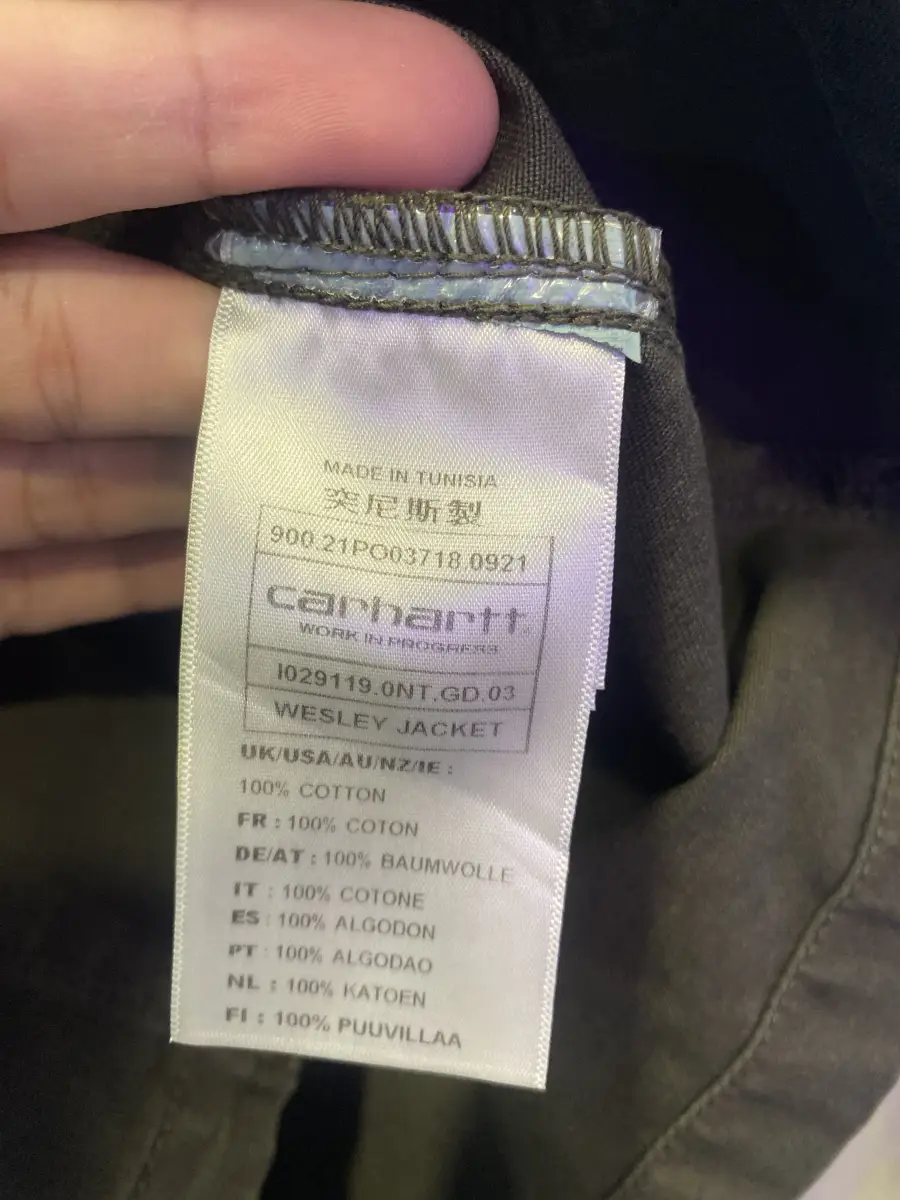 MADE IN TUNISIA
突尼斯製
900.21PO03718.0921
carhartt.
WORK IN PROGRESS
I029119.0NT.GD.03
WESLEY JACKET
UK/USA/AU/NZ/IE :
100% COTTON
FR : 100% COTON
DE/AT : 100% BAUMWOLLE
IT : 100% COTONE
ES : 100% ALGODON
PT : 100% ALGODAO
NL : 100% KATOEN
FI : 100% PUUVILLAA